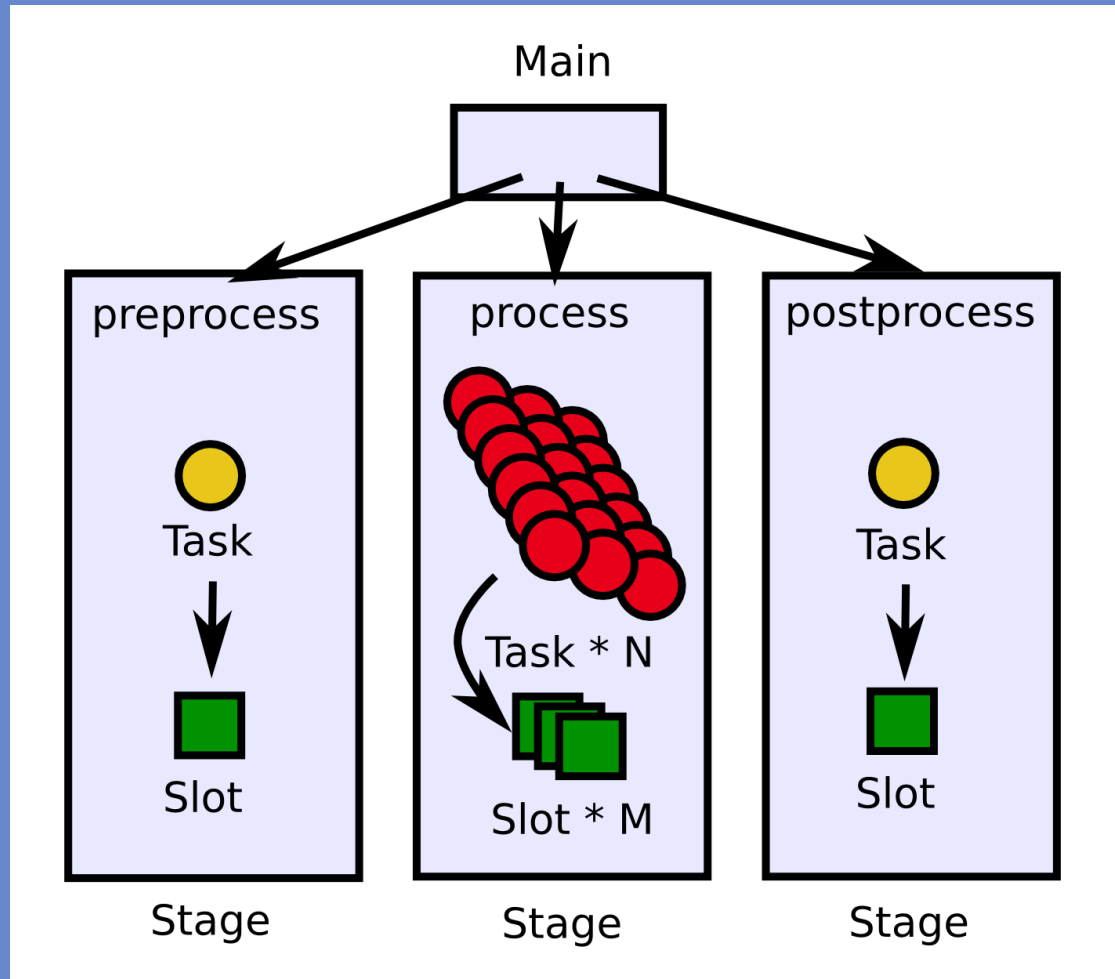 Main
preprocess
process
postprocess
Task
Task
Task * N
Slot
Slot * M
Slot
Stage
Stage
Stage